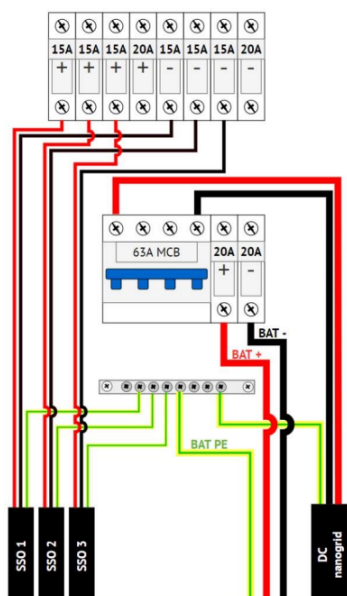 15A 15A 15A 20A 15A 15A 15A 20A
+ + + + - - - -
63A MCB 20A 20A
+ -
BAT -
BAT +
BAT PE
SSO 1
SSO 2
SSO 3
DC
nanogrid